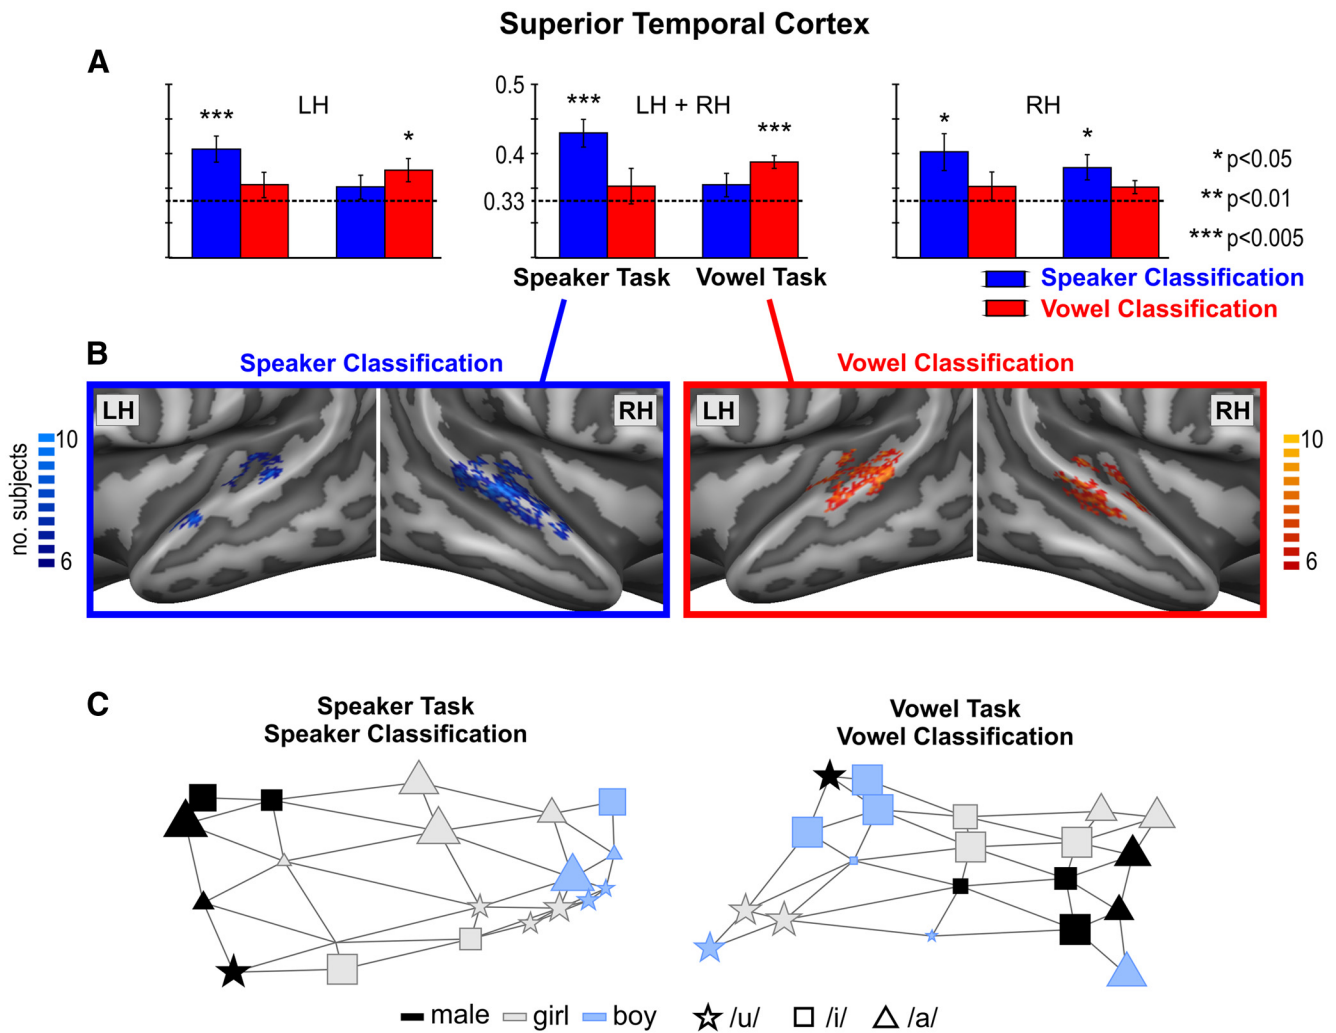 Superior Temporal Cortex
A
LH
LH + RH
RH
***
*
***
***
*
*
0.5
0.4
0.33
*p<0.05
**p<0.01
***p<0.005
Speaker Task
Vowel Task
Speaker Classification
Vowel Classification
B
Speaker Classification
Vowel Classification
LH
RH
LH
RH
no. subjects
10
6
10
6
C
Speaker Task
Speaker Classification
Vowel Task
Vowel Classification
male
girl
boy
/u/
/i/
/a/